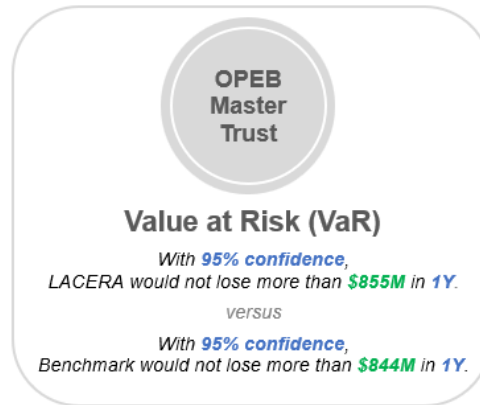 OPEB
Master
Trust
Value at Risk (VaR)
With 95% confidence,
LACERA would not lose more than $855M in 1Y.
versus
With 95% confidence,
Benchmark would not lose more than $844M in 1Y.